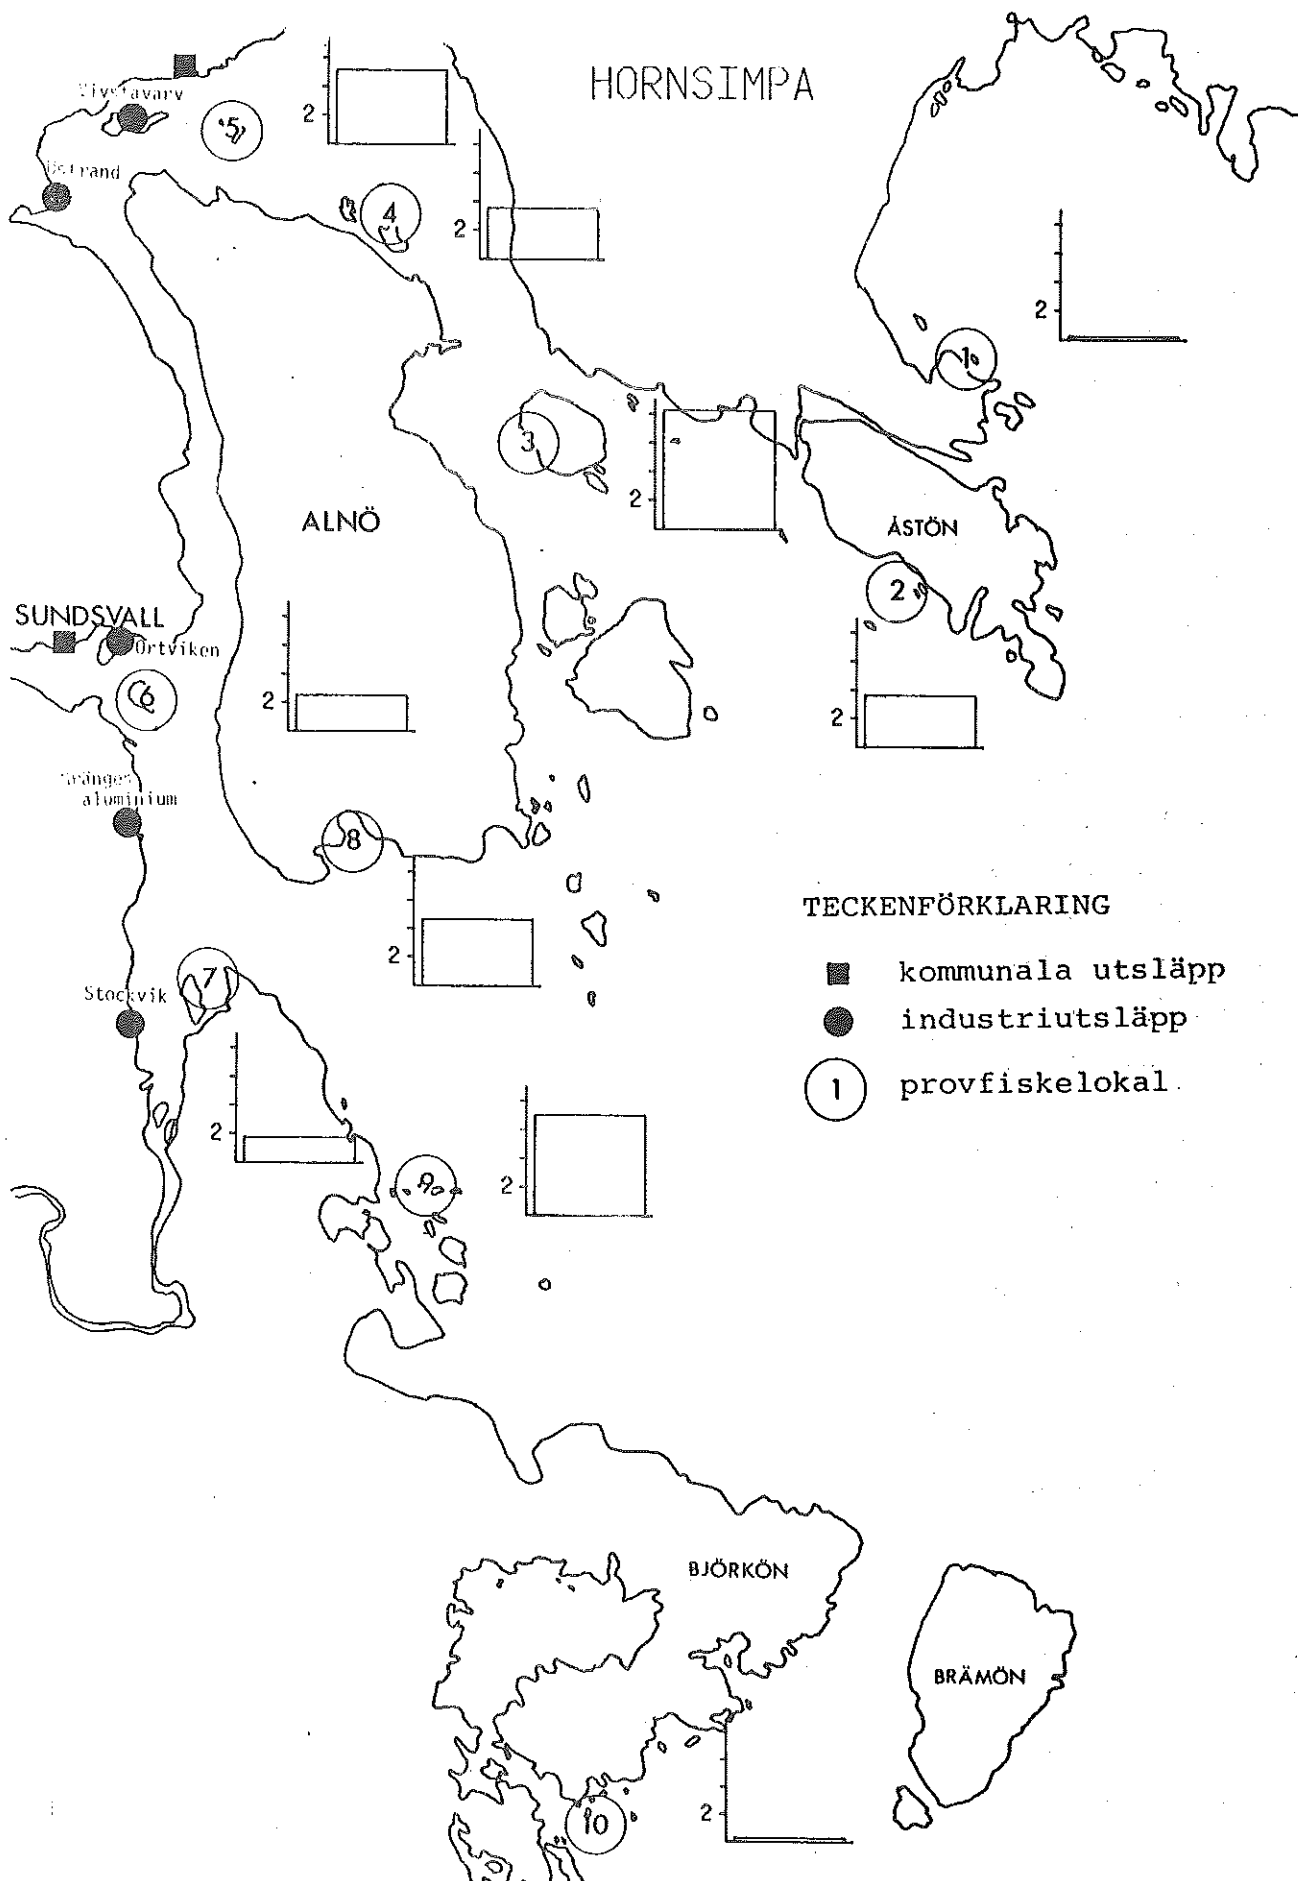 HORNSIMPA
2
5
4
2
2
1
3
2
ALNÖ
ÅSTÖN
2
SUNDSVALL
Ortviken
6
2
2
aluminium
8
TECKENFÖRKLARING
2
kommunala utsläpp
7
Stockvik
industriutsläpp
1 provfiskelokal
2
9
2
BJÖRKÖN
BRÄMÖN
2
10